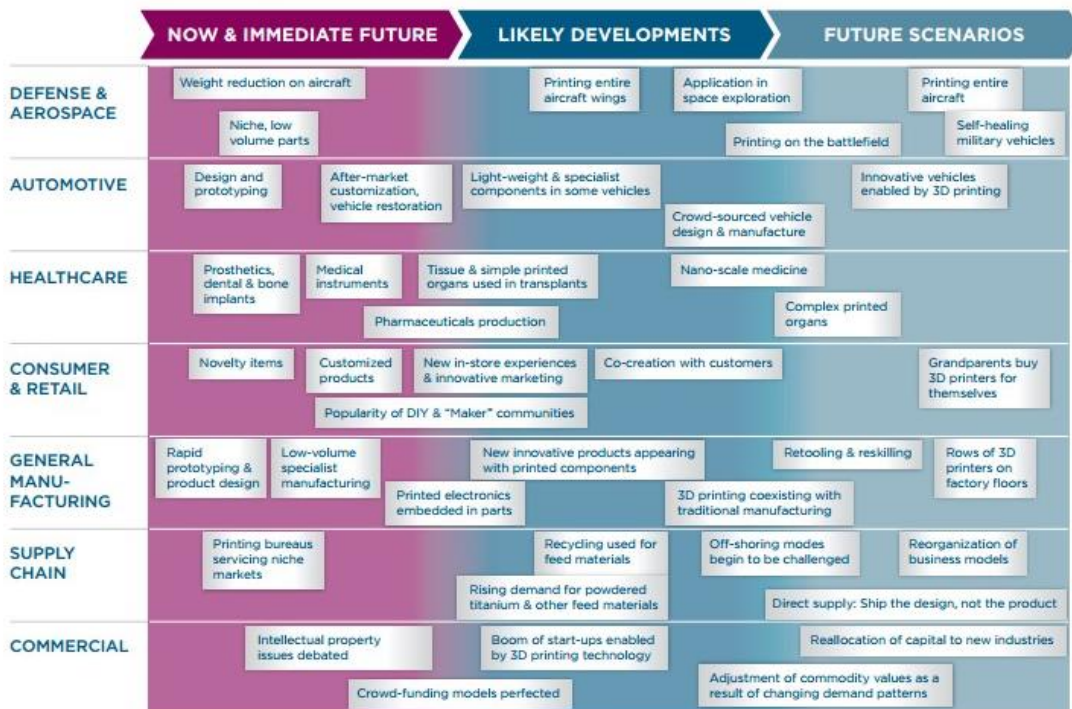 NOW & IMMEDIATE FUTURE
LIKELY DEVELOPMENTS
FUTURE SCENARIOS
DEFENSE &
AEROSPACE
Weight reduction on aircraft
Niche, low
volume parts
Printing entire
aircraft wings
Application in
space exploration
Printing on the battlefield
Printing entire
aircraft
Self-healing
military vehicles
AUTOMOTIVE
Design and
prototyping
After-market
customization,
vehicle restoration
Light-weight & specialist
components in some vehicles
Crowd-sourced vehicle
design & manufacture
Innovative vehicles
enabled by 3D printing
HEALTHCARE
Prosthetics,
dental & bone
implants
Medical
instruments
Tissue & simple printed
organs used in transplants
Pharmaceuticals production
Nano-scale medicine
Complex printed
organs
CONSUMER
& RETAIL
Novelty items
Customized
products
New in-store experiences
& innovative marketing
Popularity of DIY & "Maker" communities
Co-creation with customers
Grandparents buy
3D printers for
themselves
GENERAL
MANU-
FACTURING
Rapid
prototyping &
product design
Low-volume
specialist
manufacturing
Printed electronics
embedded in parts
New innovative products appearing
with printed components
3D printing coexisting with
traditional manufacturing
Retooling & reskilling
Rows of 3D
printers on
factory floors
SUPPLY
CHAIN
Printing bureaus
servicing niche
markets
Recycling used for
feed materials
Rising demand for powdered
titanium & other feed materials
Off-shoring modes
begin to be challenged
Reorganization of
business models
Direct supply: Ship the design, not the product
COMMERCIAL
Intellectual property
issues debated
Crowd-funding models perfected
Boom of start-ups enabled
by 3D printing technology
Adjustment of commodity values as a
result of changing demand patterns
Reallocation of capital to new industries